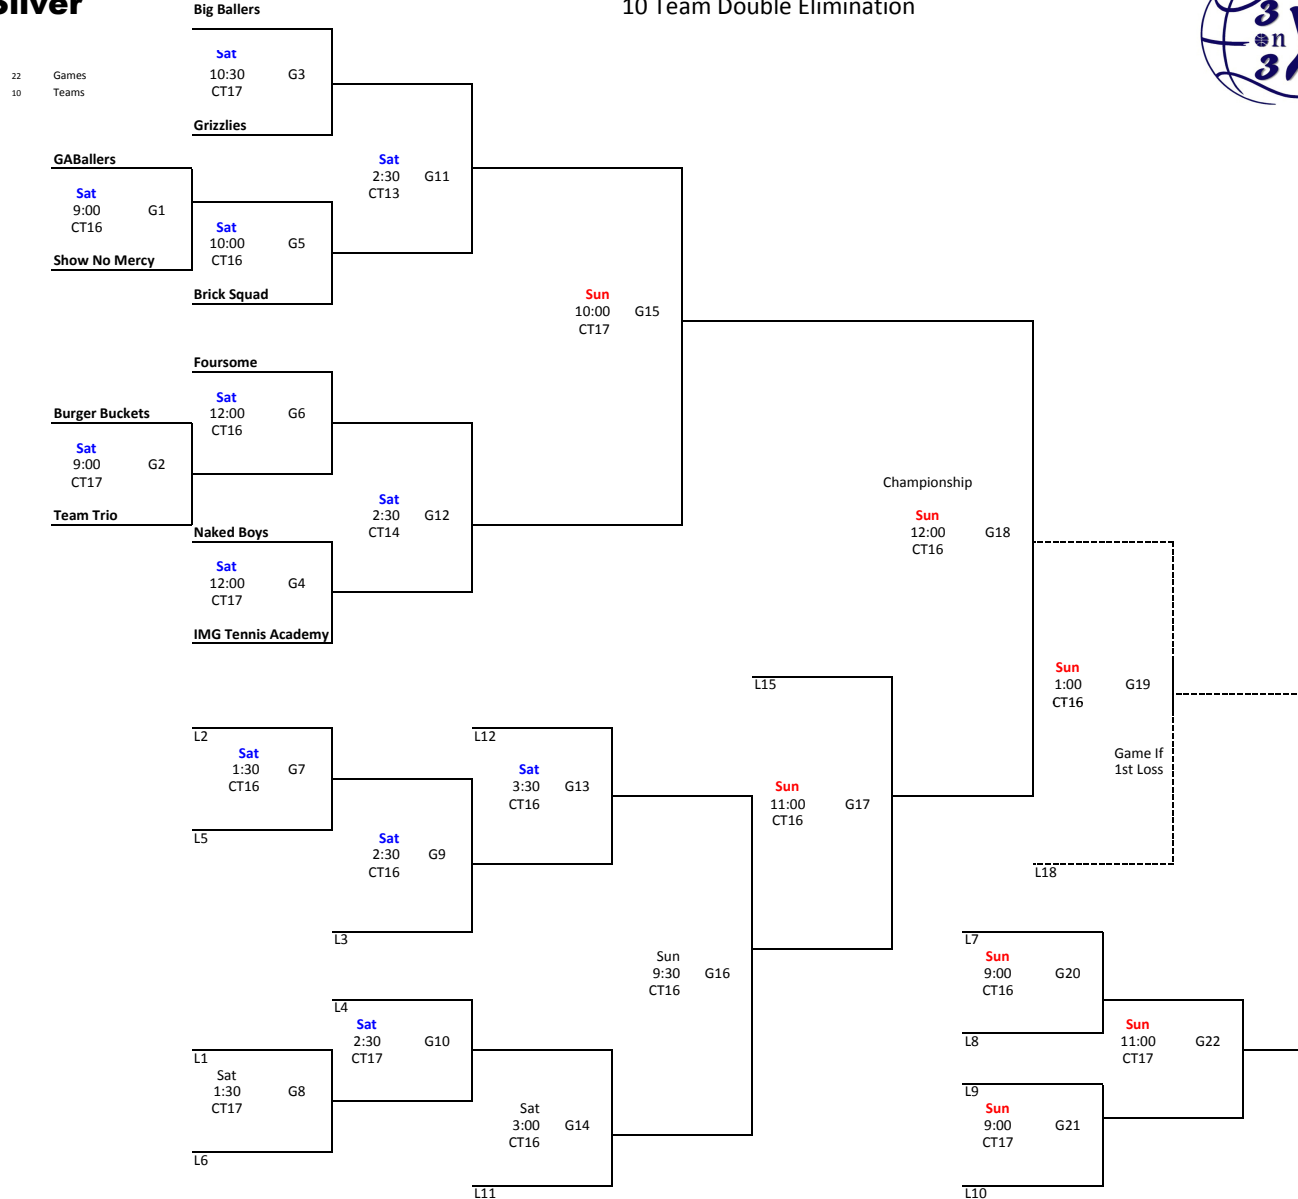 Silver
10 Team Double Elimination
3
on
3
22 Games
10 Teams
Big Ballers
Sat
10:30 G3
CT17
Grizzlies
GABallers
Sat
9:00 G1
CT16
Show No Mercy
Sat
10:00 G5
CT16
Brick Squad
Sat
2:30 G11
CT13
Sun
10:00 G15
CT17
Foursome
Sat
12:00 G6
CT16
Burger Buckets
Sat
9:00 G2
CT17
Team Trio
Naked Boys
Sat
12:00 G4
CT17
IMG Tennis Academy
Sat
2:30 G12
CT14
Championship
Sun
12:00 G18
CT16
Sun
1:00 G19
CT16
Game If
1st Loss
L18
L15
Sun
11:00 G17
CT16
L2
Sat
1:30 G7
CT16
L5
L12
Sat
3:30 G13
CT16
Sat
2:30 G9
CT16
L3
Sun
9:30 G16
CT16
L4
Sat
2:30 G10
CT17
L1
Sat
1:30 G8
CT17
L6
Sat
3:00 G14
CT16
L11
L7
Sun
9:00 G20
CT16
L8
Sun
11:00 G22
CT17
L9
Sun
9:00 G21
CT17
L10